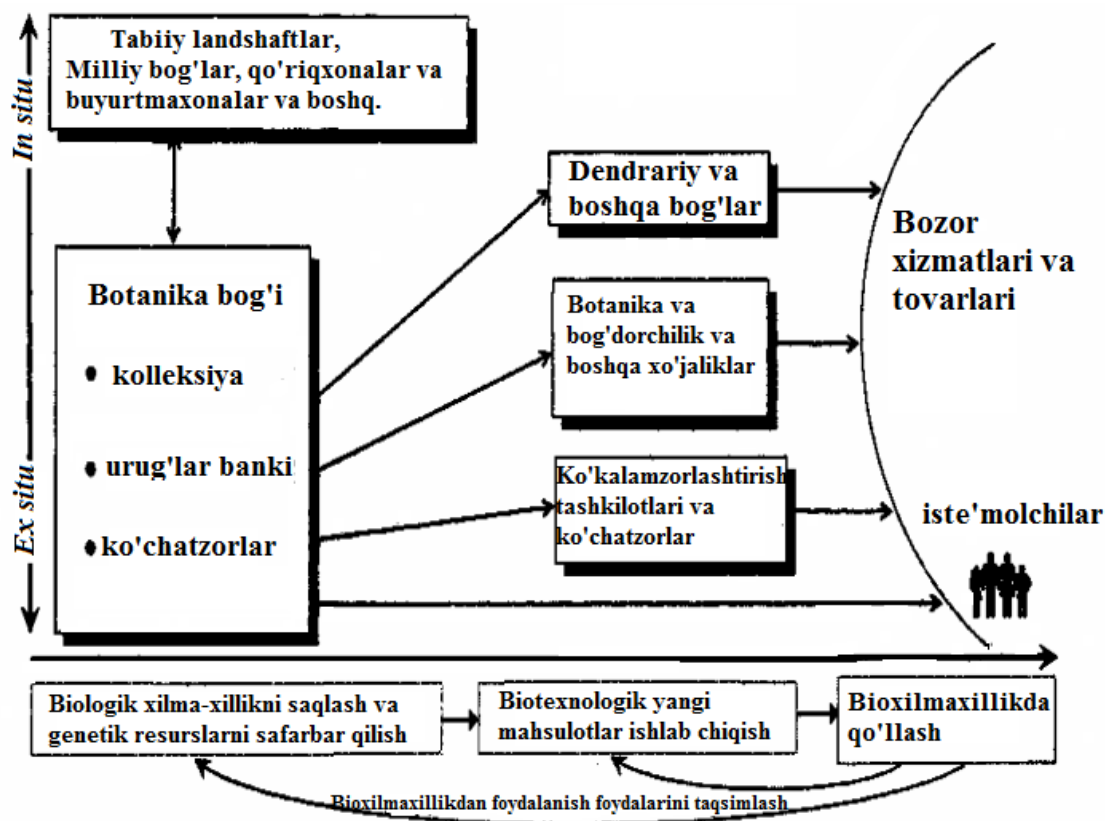 In situ
Ex situ
Tabiiy landshaftlar,
Milliy bog'lar, qo'riqxonalar va
buyurtmaxonalar va boshq.
Botanika bog'i
• kolleksiya
• urug'lar banki
• ko'chatzorlar
Dendrariy va
boshqa bog'lar
Botanika va
bog'dorchilik va
boshqa xo'jaliklar
Ko'kalamzorlashtirish
tashkilotlari va
ko'chatzorlar
Bozor
xizmatlari va
tovarlari
iste'molchilar
Biologik xilma-xillikni saqlash va
genetik resurslarni safarbar qilish
Biotexnologik yangi
mahsulotlar ishlab chiqish
Bioxilmaxillikda
qo'llash
Bioxilmaxillikdan foydalanish foydalarini taqsimlash